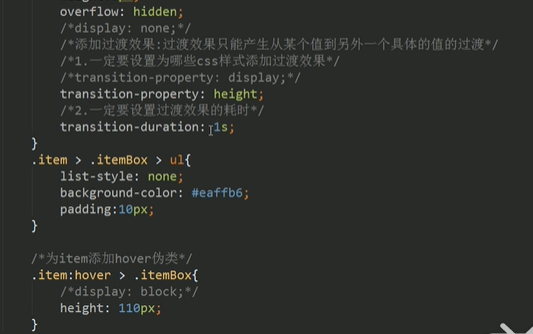 overflow: hidden;
/*display: none;*/
/*添加过渡效果:过渡效果只能产生从某个值到另外一个具体的值的过渡*/
/*1.一定要设置为哪些css样式添加过渡效果*/
/*transition-property: display;*/
transition-property: height;
/*2.一定要设置过渡效果的耗时*/
transition-duration: 1s;
}
.item > .itemBox > ul{
list-style: none;
background-color: #eaffb6;
padding:10px;
}
/*为item添加hover伪类*/
.item:hover > .itemBox{
/*display: block;*/
height: 110px;
}